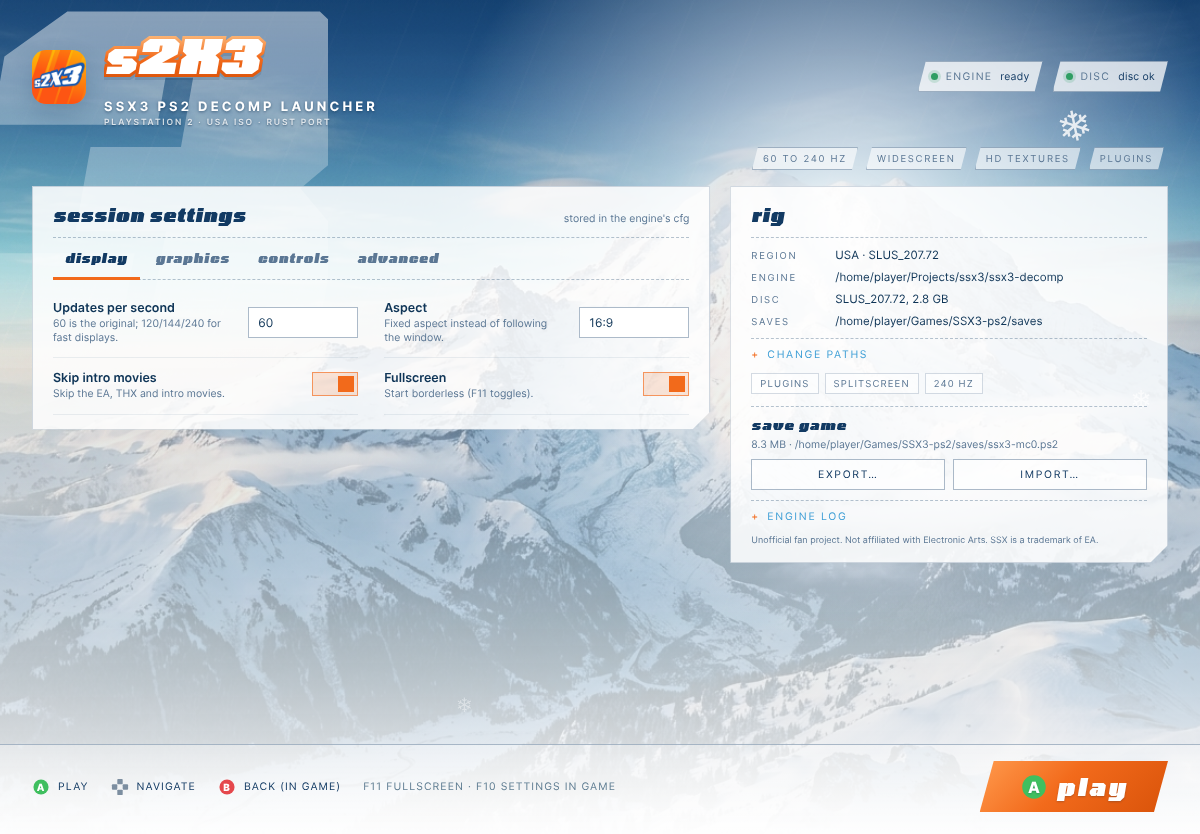 s2X3
s2X3
SSX3 PS2 DECOMP LAUNCHER
PLAYSTATION 2 · USA ISO · RUST PORT
ENGINE ready
DISC disc ok
60 TO 240 HZ
WIDESCREEN
HD TEXTURES
PLUGINS
session settings
stored in the engine's cfg
display
graphics
controls
advanced
Updates per second
60 is the original; 120/144/240 for
fast displays.
60
Aspect
Fixed aspect instead of following
the window.
16:9
Skip intro movies
Skip the EA, THX and intro movies.
Fullscreen
Start borderless (F11 toggles).
rig
REGION USA · SLUS_207.72
ENGINE /home/player/Projects/ssx3/ssx3-decomp
DISC SLUS_207.72, 2.8 GB
SAVES /home/player/Games/SSX3-ps2/saves
+ CHANGE PATHS
PLUGINS
SPLITSCREEN
240 HZ
save game
8.3 MB · /home/player/Games/SSX3-ps2/saves/ssx3-mc0.ps2
EXPORT…
IMPORT…
+ ENGINE LOG
Unofficial fan project. Not affiliated with Electronic Arts. SSX is a trademark of EA.
A PLAY
NAVIGATE
B BACK (IN GAME)
F11 FULLSCREEN · F10 SETTINGS IN GAME
A play